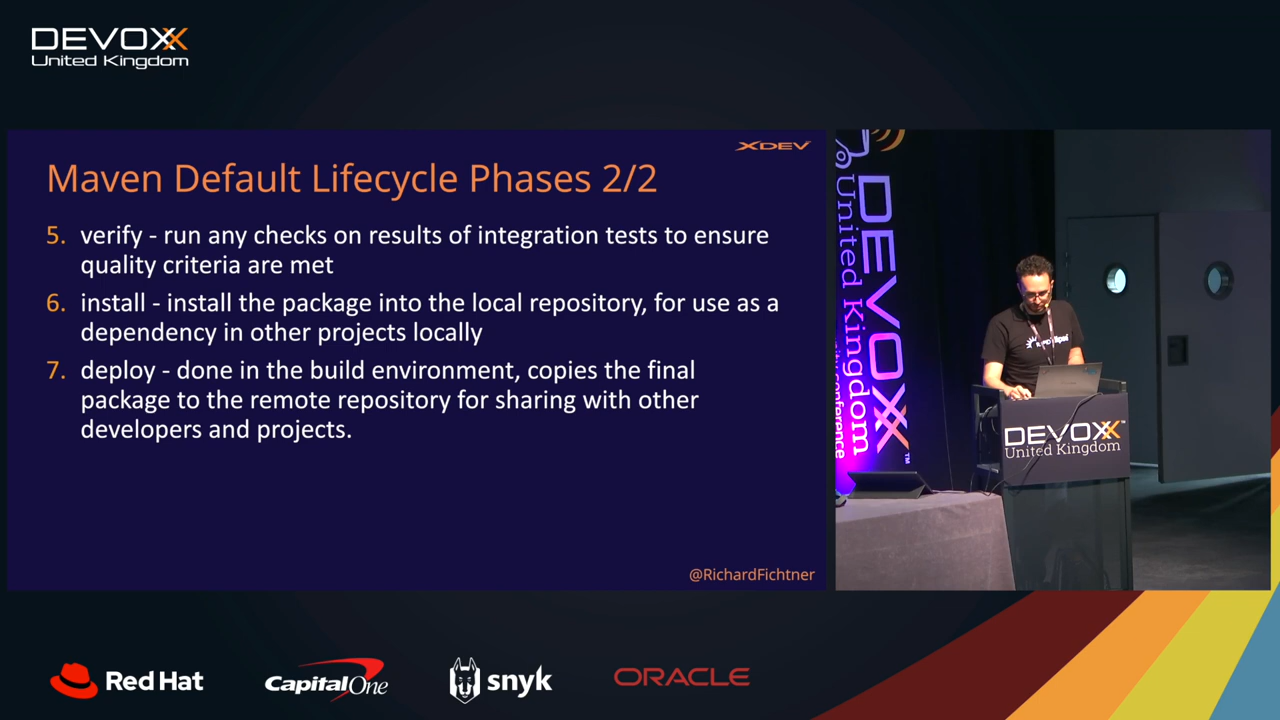 DEVOXX
United Kingdom
XDEV
Maven Default Lifecycle Phases 2/2
5. verify - run any checks on results of integration tests to ensure
quality criteria are met
6. install - install the package into the local repository, for use as a
dependency in other projects locally
7. deploy - done in the build environment, copies the final
package to the remote repository for sharing with other
developers and projects.
@RichardFichtner
DEVOXX™
United Kingdom
conference
DEVOXX™
United Kingdom
Red Hat
Capital One
snyk
ORACLE